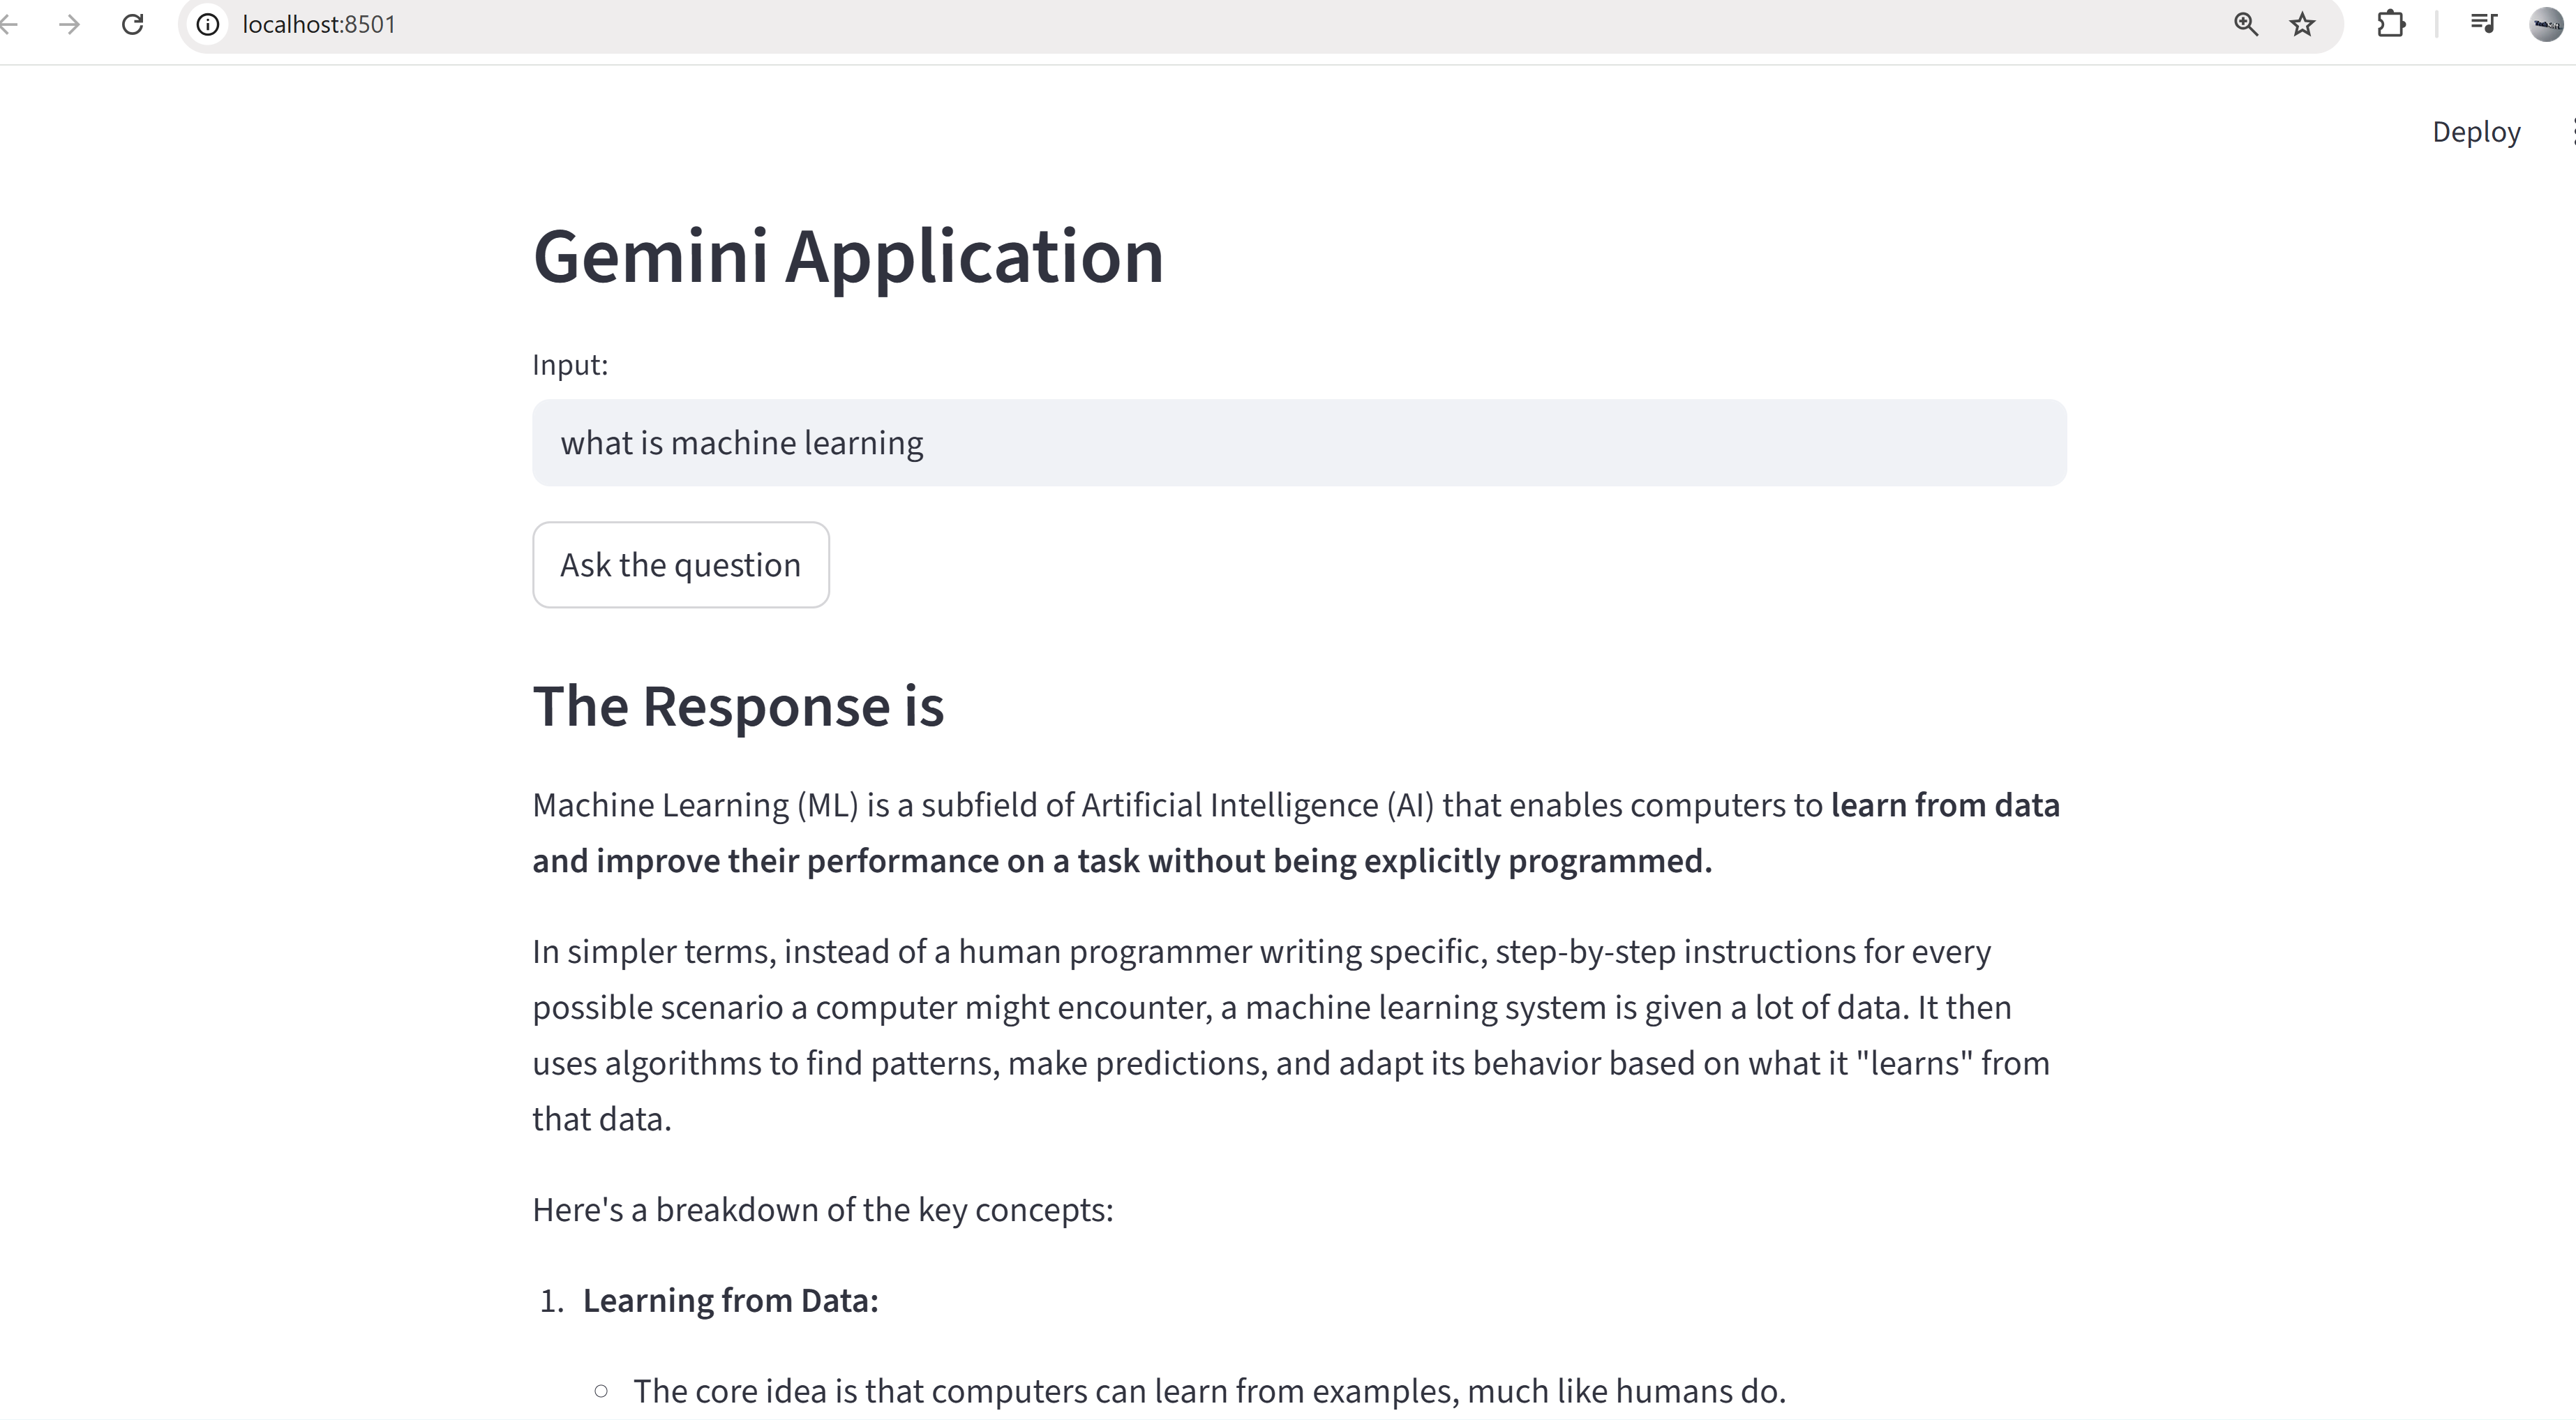 localhost:8501
Deploy
Gemini Application
Input:
what is machine learning
Ask the question
The Response is
Machine Learning (ML) is a subfield of Artificial Intelligence (AI) that enables computers to learn from data
and improve their performance on a task without being explicitly programmed.
In simpler terms, instead of a human programmer writing specific, step-by-step instructions for every
possible scenario a computer might encounter, a machine learning system is given a lot of data. It then
uses algorithms to find patterns, make predictions, and adapt its behavior based on what it "learns" from
that data.
Here's a breakdown of the key concepts:
1. Learning from Data:
○ The core idea is that computers can learn from examples, much like humans do.